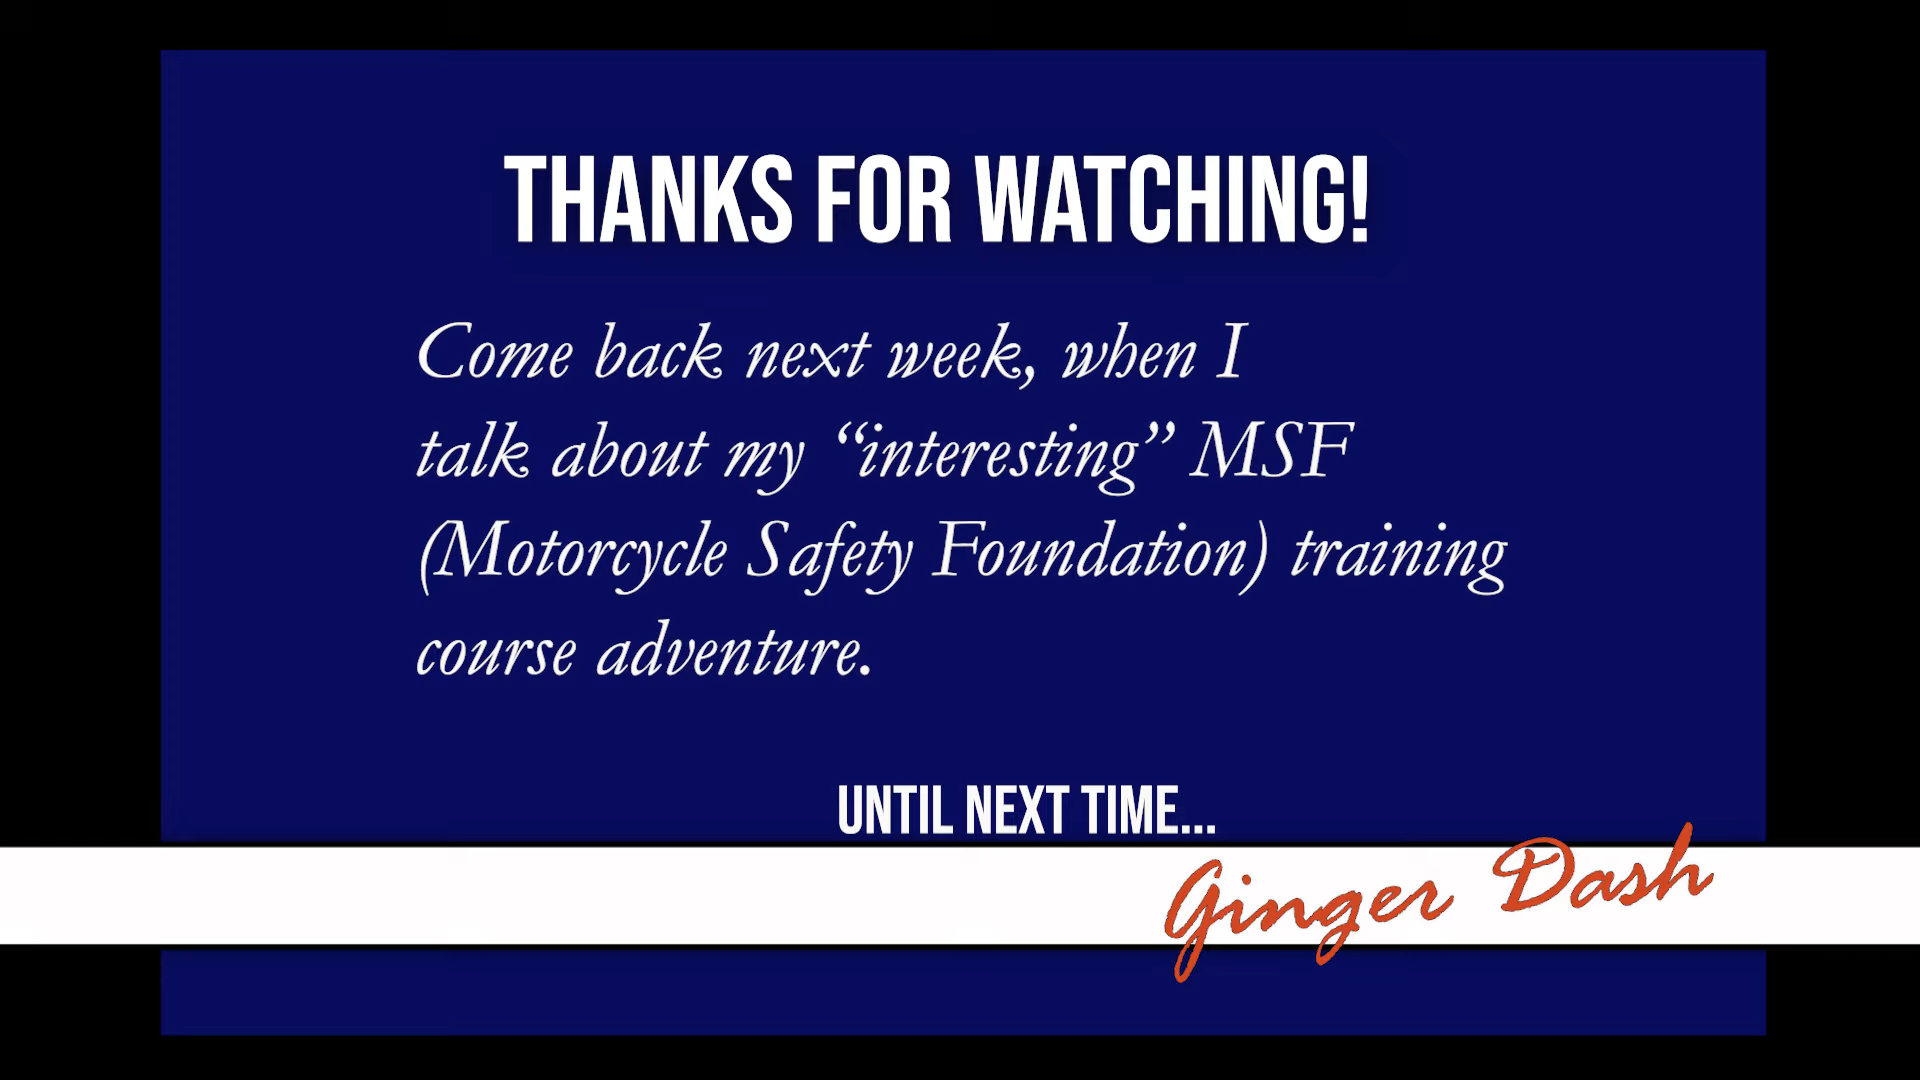 THANKS FOR WATCHING!
Come back next week, when I
talk about my “interesting” MSF
(Motorcycle Safety Foundation) training
course adventure.
UNTIL NEXT TIME...
Ginger Dash